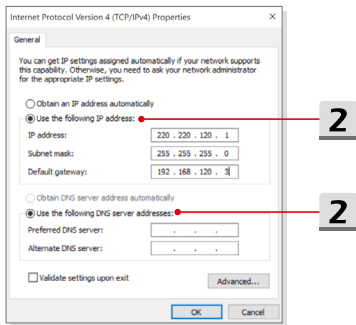 Internet Protocol Version 4 (TCP/IPv4) Properties
General
You can get IP settings assigned automatically if your network supports
this capability. Otherwise, you need to ask your network administrator
for the appropriate IP settings.
Obtain an IP address automatically
Use the following IP address:
2
IP address: 220 . 220 . 120 . 1
Subnet mask: 255 . 255 . 255 . 0
Default gateway: 192 . 168 . 120 . 3
Obtain DNS server address automatically
Use the following DNS server addresses:
2
Preferred DNS server: . . .
Alternate DNS server: . . .
Validate settings upon exit
Advanced...
OK Cancel